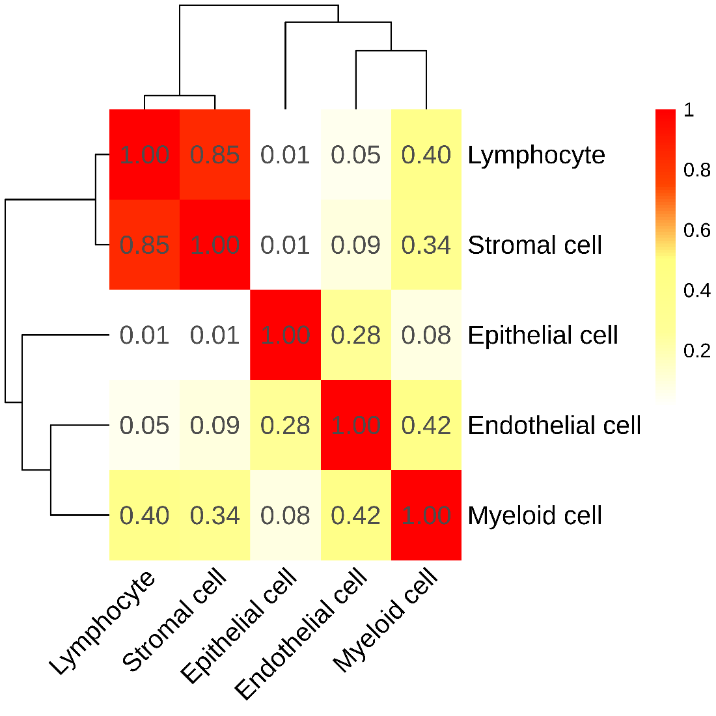 1.00 0.85 0.01 0.05 0.40 Lymphocyte
0.85 1.00 0.01 0.09 0.34 Stromal cell
0.01 0.01 1.00 0.28 0.08 Epithelial cell
0.05 0.09 0.28 1.00 0.42 Endothelial cell
0.40 0.34 0.08 0.42 1.00 Myeloid cell
Lymphocyte
Stromal cell
Epithelial cell
Endothelial cell
Myeloid cell
1
0.8
0.6
0.4
0.2